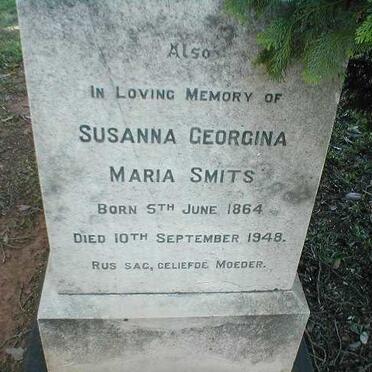 Also
In Loving Memory of
Susanna Georgina
Maria Smits
Born 5th June 1864
Died 10th September 1948.
Rus sag, geliefde Moeder.